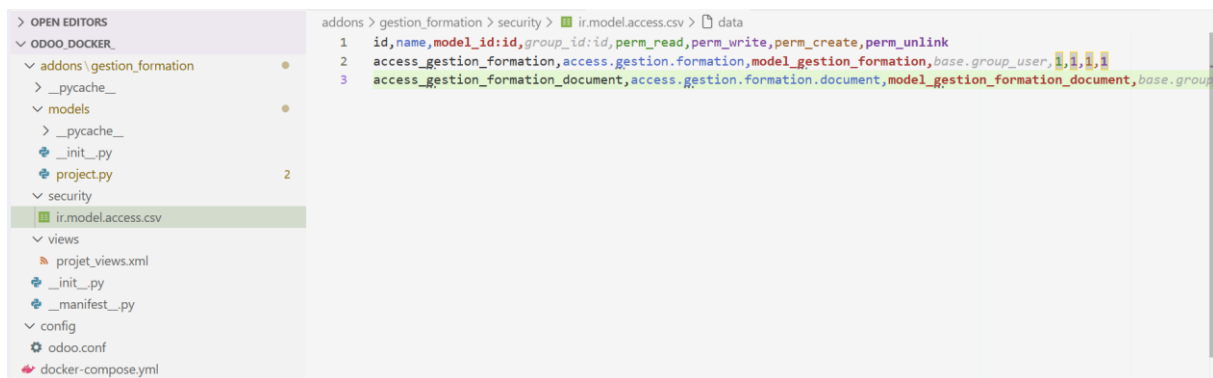 OPEN EDITORS
ODOO_DOCKER_
addons \ gestion_formation
__pycache__
models
__pycache__
__init__.py
project.py 2
security
ir.model.access.csv
views
projet_views.xml
__init__.py
__manifest__.py
config
odoo.conf
docker-compose.yml
addons > gestion_formation > security > ir.model.access.csv > data
1 id,name,model_id:id,group_id:id,perm_read,perm_write,perm_create,perm_unlink
2 access_gestion_formation,access.gestion.formation,model_gestion_formation,base.group_user,1,1,1,1
3 access_gestion_formation_document,access.gestion.formation.document,model_gestion_formation_document,base.group